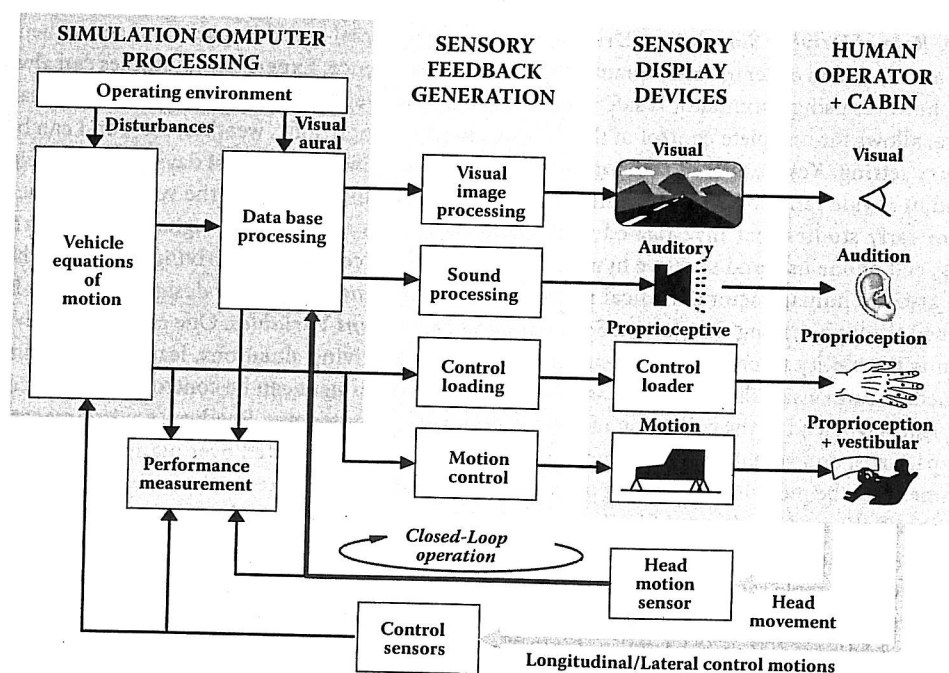 SIMULATION COMPUTER
PROCESSING
SENSORY
FEEDBACK
GENERATION
SENSORY
DISPLAY
DEVICES
HUMAN
OPERATOR
+ CABIN
Operating environment
Disturbances
Visual
aural
Vehicle
equations
of
motion
Data base
processing
Visual
image
processing
Visual
Visual
Sound
processing
Auditory
Audition
Control
loading
Proprioceptive
Control
loader
Proprioception
Motion
control
Motion
Proprioception
+ vestibular
Performance
measurement
Closed-Loop
operation
Head
motion
sensor
Head
movement
Control
sensors
Longitudinal/Lateral control motions